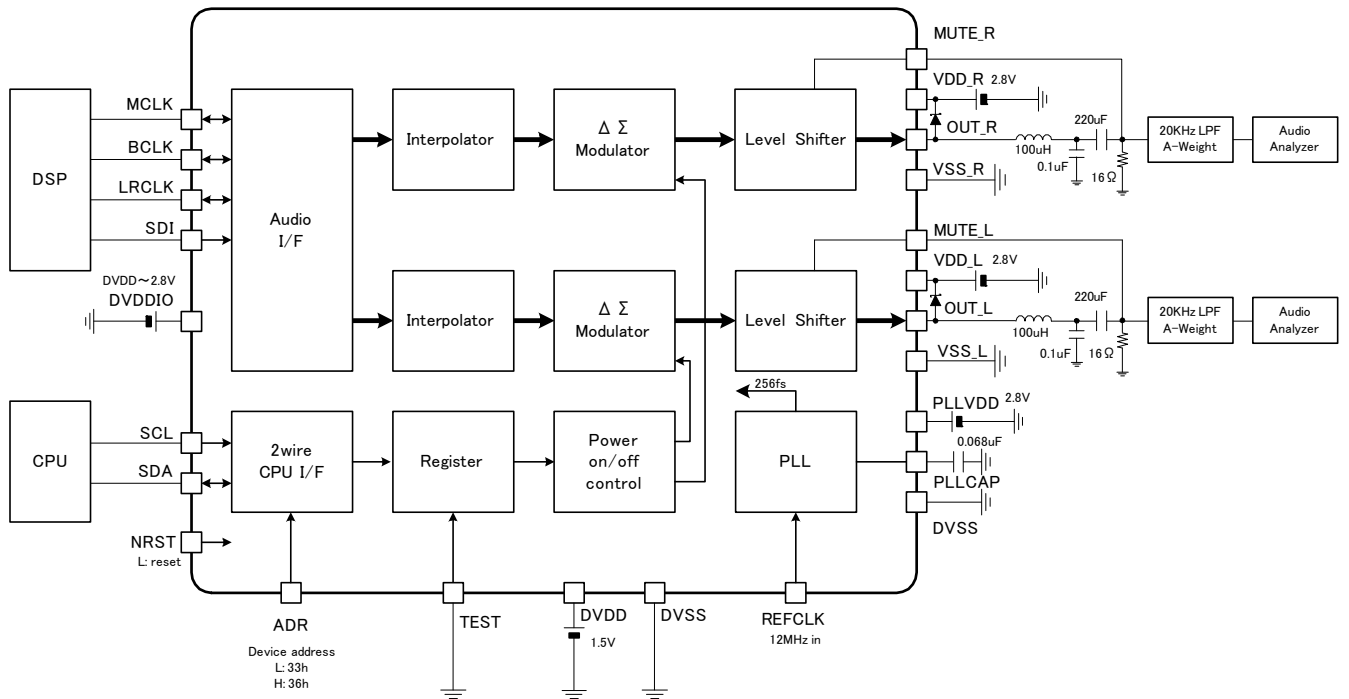 MUTE_R
VDD_R 2.8V
OUT_R
VSS_R
100uH
0.1uF
220uF
16Ω
20KHz LPF
A-Weight
Audio
Analyzer
DSP
MCLK
BCLK
LRCLK
SDI
Audio
I/F
Interpolator
Δ Σ
Modulator
Level Shifter
DVDD～2.8V
DVDDIO
Interpolator
Δ Σ
Modulator
Level Shifter
MUTE_L
VDD_L 2.8V
OUT_L
VSS_L
100uH
0.1uF
220uF
16Ω
20KHz LPF
A-Weight
Audio
Analyzer
CPU
SCL
SDA
NRST
L: reset
2wire
CPU I/F
Register
Power
on/off
control
256fs
PLL
PLLVDD 2.8V
0.068uF
PLLCAP
DVSS
ADR
Device address
L: 33h
H: 36h
TEST
DVDD
1.5V
DVSS
REFCLK
12MHz in